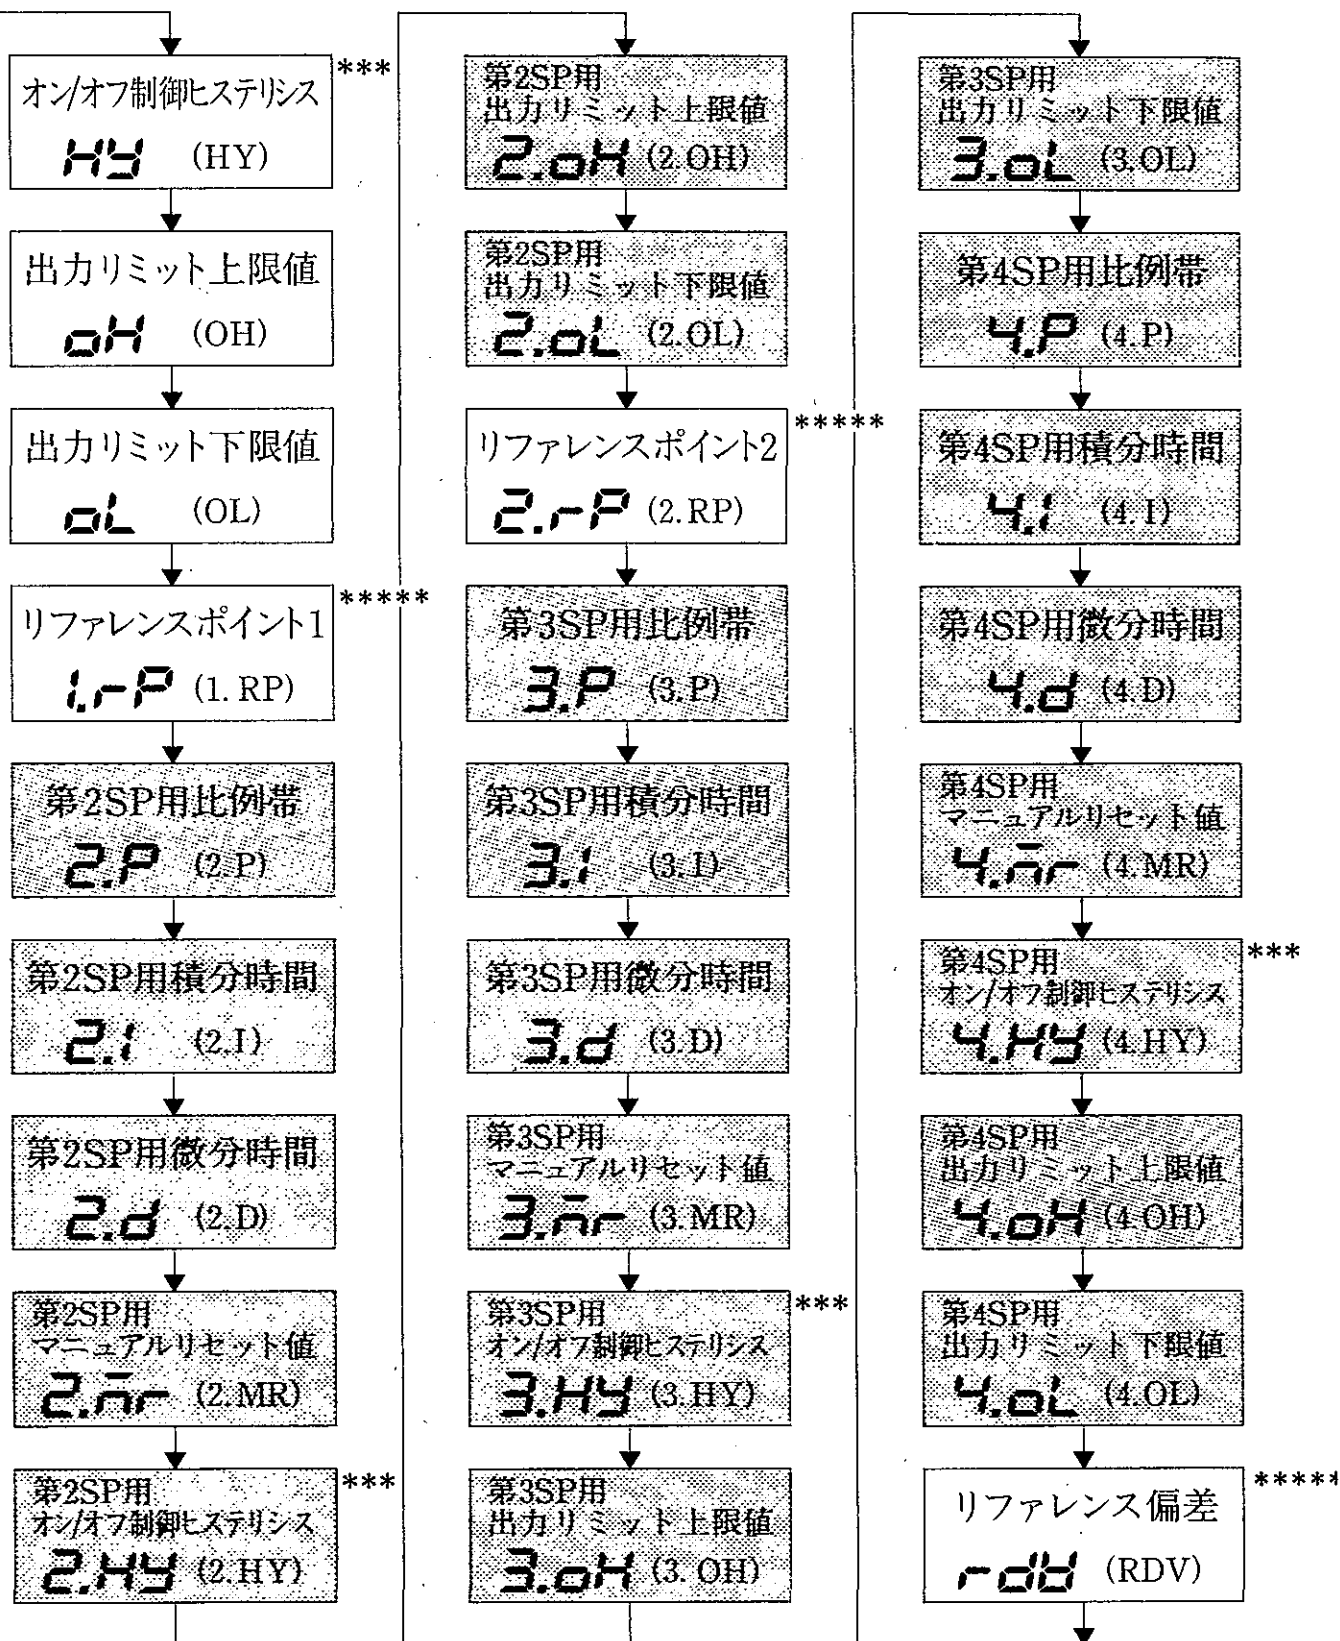 オン/オフ制御ヒステリシス
***
HY (HY)
出力リミット上限値
oH (OH)
出力リミット下限値
oL (OL)
リファレンスポイント1
*****
1.rP (1.RP)
第2SP用比例帯
2.P (2.P)
第2SP用積分時間
2.I (2.I)
第2SP用微分時間
2.d (2.D)
第2SP用
マニュアルリセット値
2.n̄r (2.MR)
第2SP用
***
オン/オフ制御ヒステリシス
2.HY (2.HY)
第2SP用
出力リミット上限値
2.oH (2.OH)
第2SP用
出力リミット下限値
2.oL (2.OL)
リファレンスポイント2
*****
2.rP (2.RP)
第3SP用比例帯
3.P (3.P)
第3SP用積分時間
3.I (3.I)
第3SP用微分時間
3.d (3.D)
第3SP用
マニュアルリセット値
3.n̄r (3.MR)
第3SP用
***
オン/オフ制御ヒステリシス
3.HY (3.HY)
第3SP用
出力リミット上限値
3.oH (3.OH)
第3SP用
出力リミット下限値
3.oL (3.OL)
第4SP用比例帯
4.P (4.P)
第4SP用積分時間
4.I (4.I)
第4SP用微分時間
4.d (4.D)
第4SP用
マニュアルリセット値
4.n̄r (4.MR)
第4SP用
***
オン/オフ制御ヒステリシス
4.HY (4.HY)
第4SP用
出力リミット上限値
4.oH (4.OH)
第4SP用
出力リミット下限値
4.oL (4.OL)
リファレンス偏差
*****
rdV (RDV)